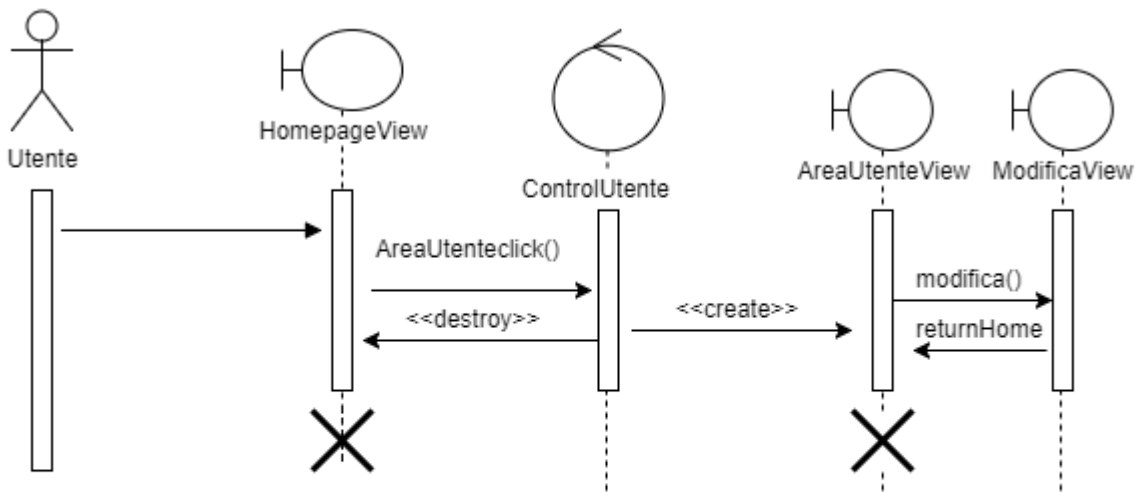 HomepageView
Utente
AreaUtenteView
ModificaView
ControlUtente
AreaUtenteclick()
modifica()
<<destroy>>
<<create>>
returnHome